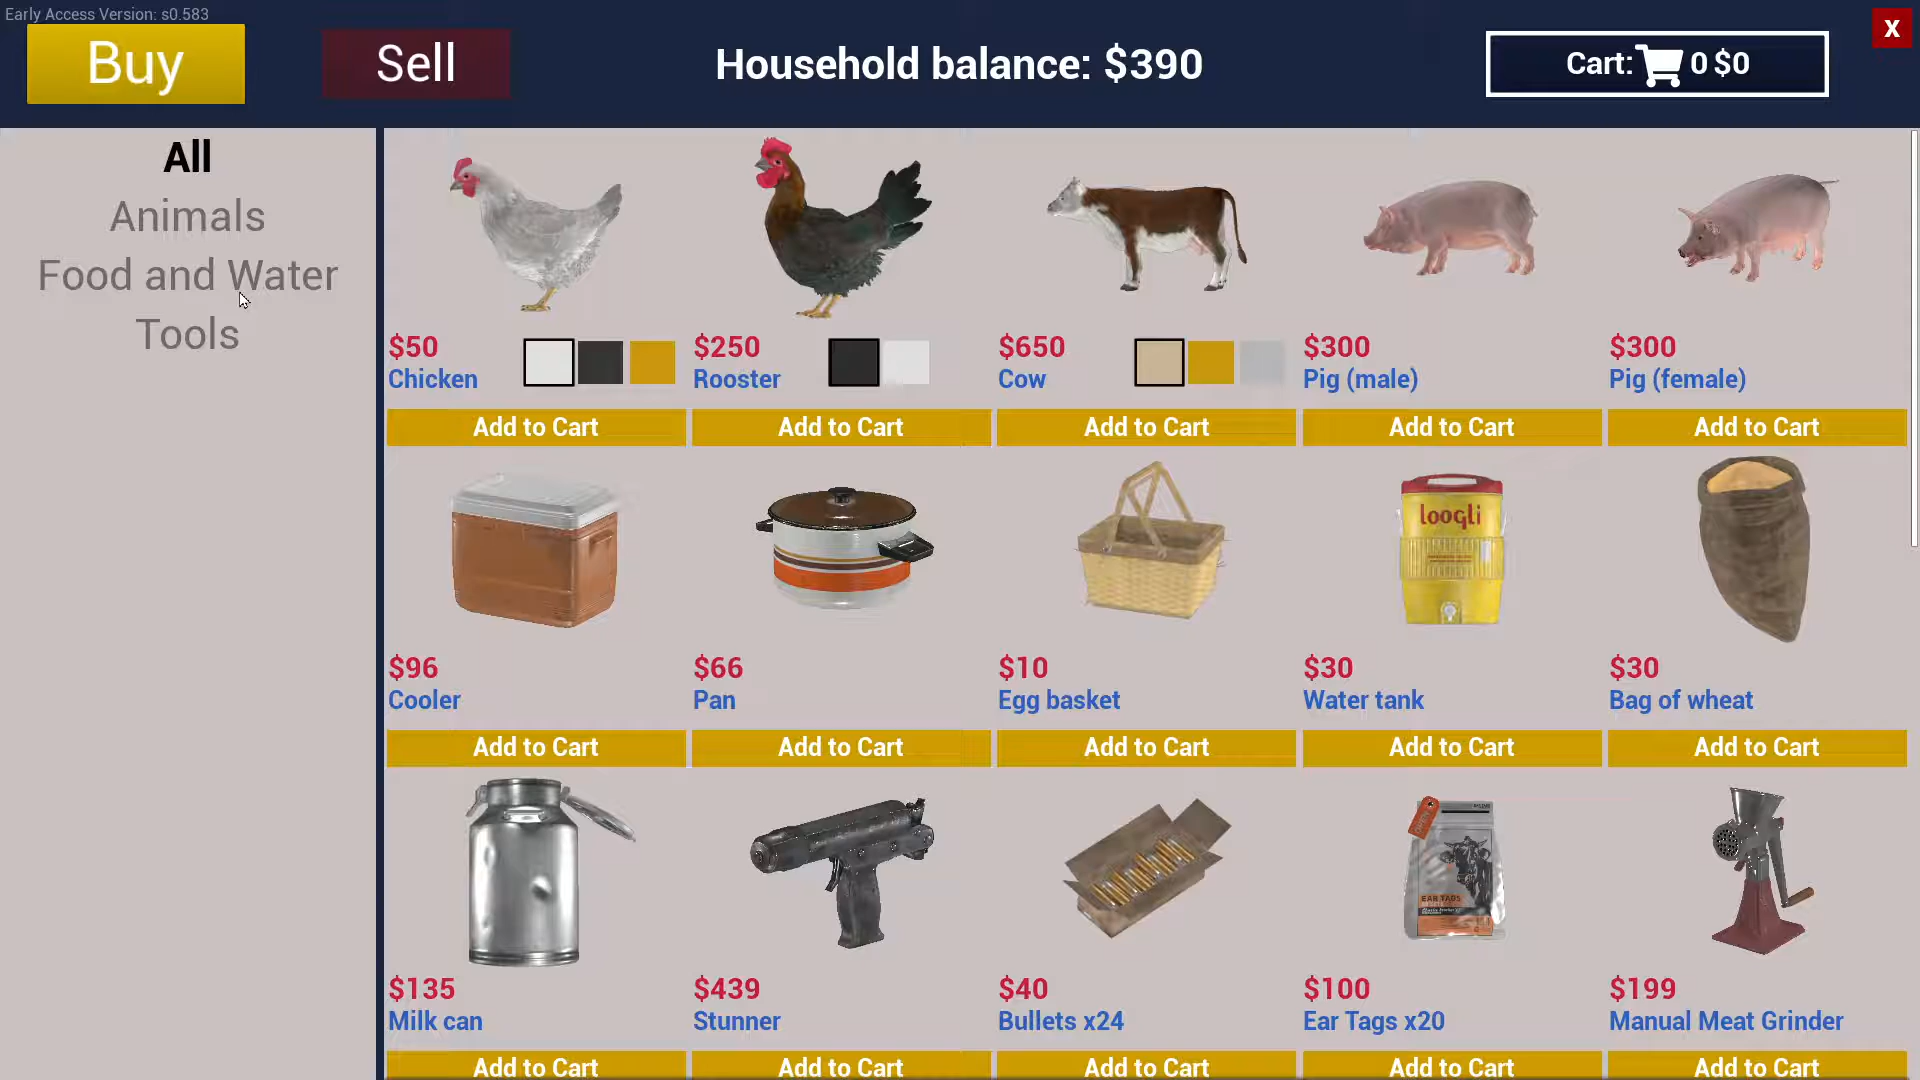 Early Access Version: s0.583
Buy
Sell
Household balance: $390
Cart: 0 $0
X
All
Animals
Food and Water
Tools
$50
Chicken
$250
Rooster
$650
Cow
$300
Pig (male)
$300
Pig (female)
Add to Cart
Add to Cart
Add to Cart
Add to Cart
Add to Cart
loogli
$96
Cooler
$66
Pan
$10
Egg basket
$30
Water tank
$30
Bag of wheat
Add to Cart
Add to Cart
Add to Cart
Add to Cart
Add to Cart
EAR TAGS
$135
Milk can
$439
Stunner
$40
Bullets x24
$100
Ear Tags x20
$199
Manual Meat Grinder
Add to Cart
Add to Cart
Add to Cart
Add to Cart
Add to Cart